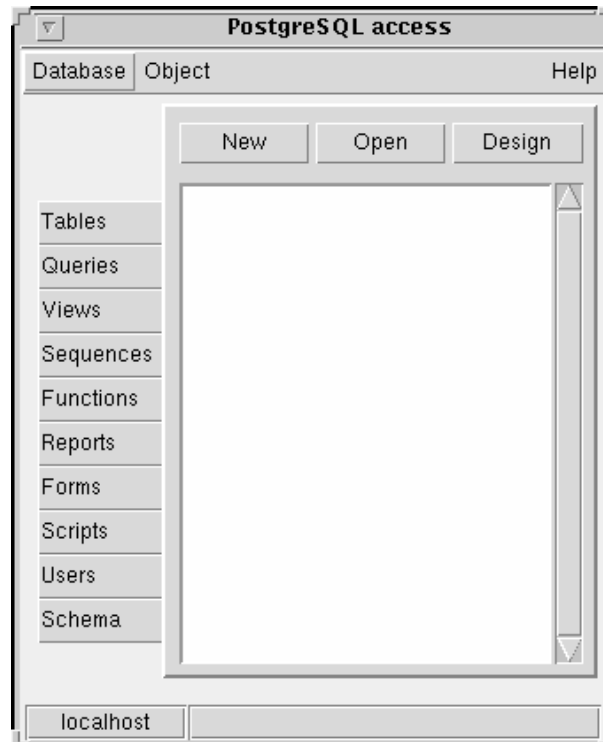 PostgreSQL access
Database Object Help
New Open Design
Tables
Queries
Views
Sequences
Functions
Reports
Forms
Scripts
Users
Schema
localhost